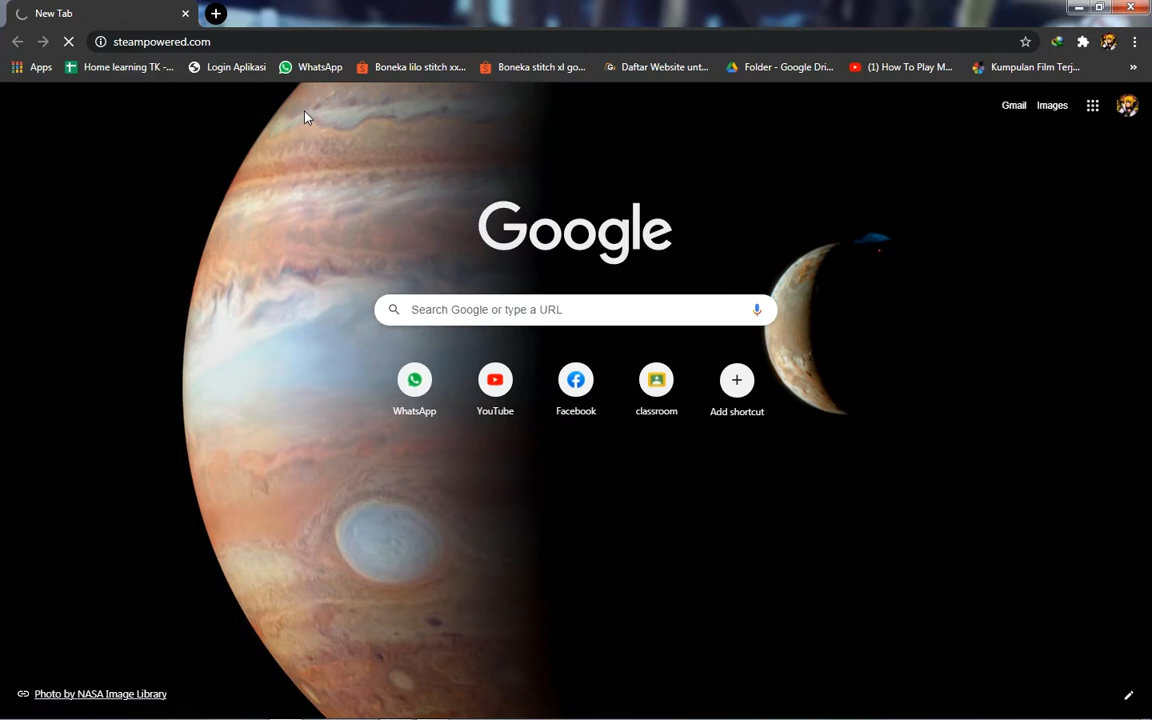 New Tab
steampowered.com
Apps
Home learning TK -...
Login Aplikasi
WhatsApp
Boneka lilo stitch xx...
Boneka stitch xl go...
Daftar Website unt...
Folder - Google Dri...
(1) How To Play M...
Kumpulan Film Terj...
»
Gmail
Images
Google
Search Google or type a URL
WhatsApp
YouTube
Facebook
classroom
Add shortcut
Photo by NASA Image Library